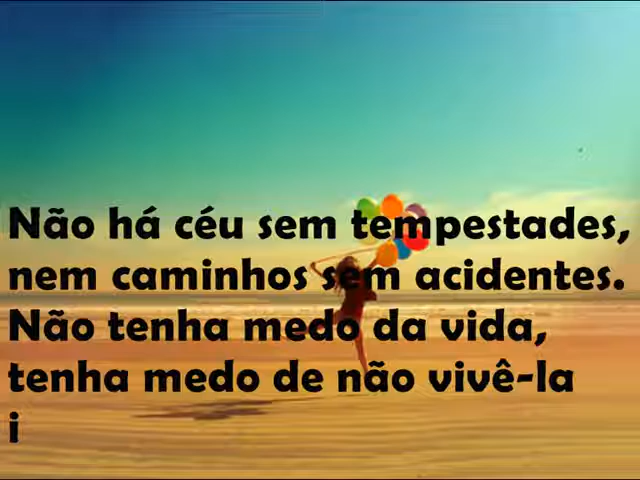 Não há céu sem tempestades,
nem caminhos sem acidentes.
Não tenha medo da vida,
tenha medo de não vivê-la
i